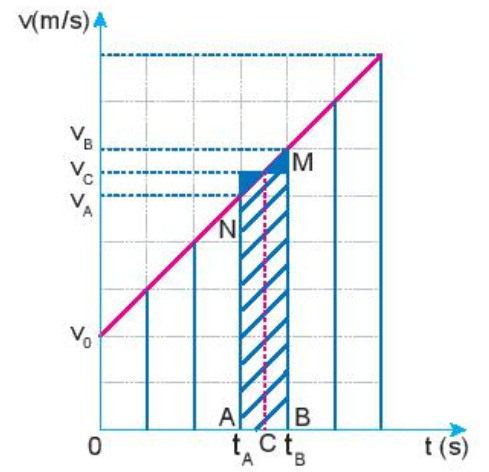 v(m/s)
v_B
v_C
M
v_A
N
v_0
A B
0 t_A C t_B t (s)